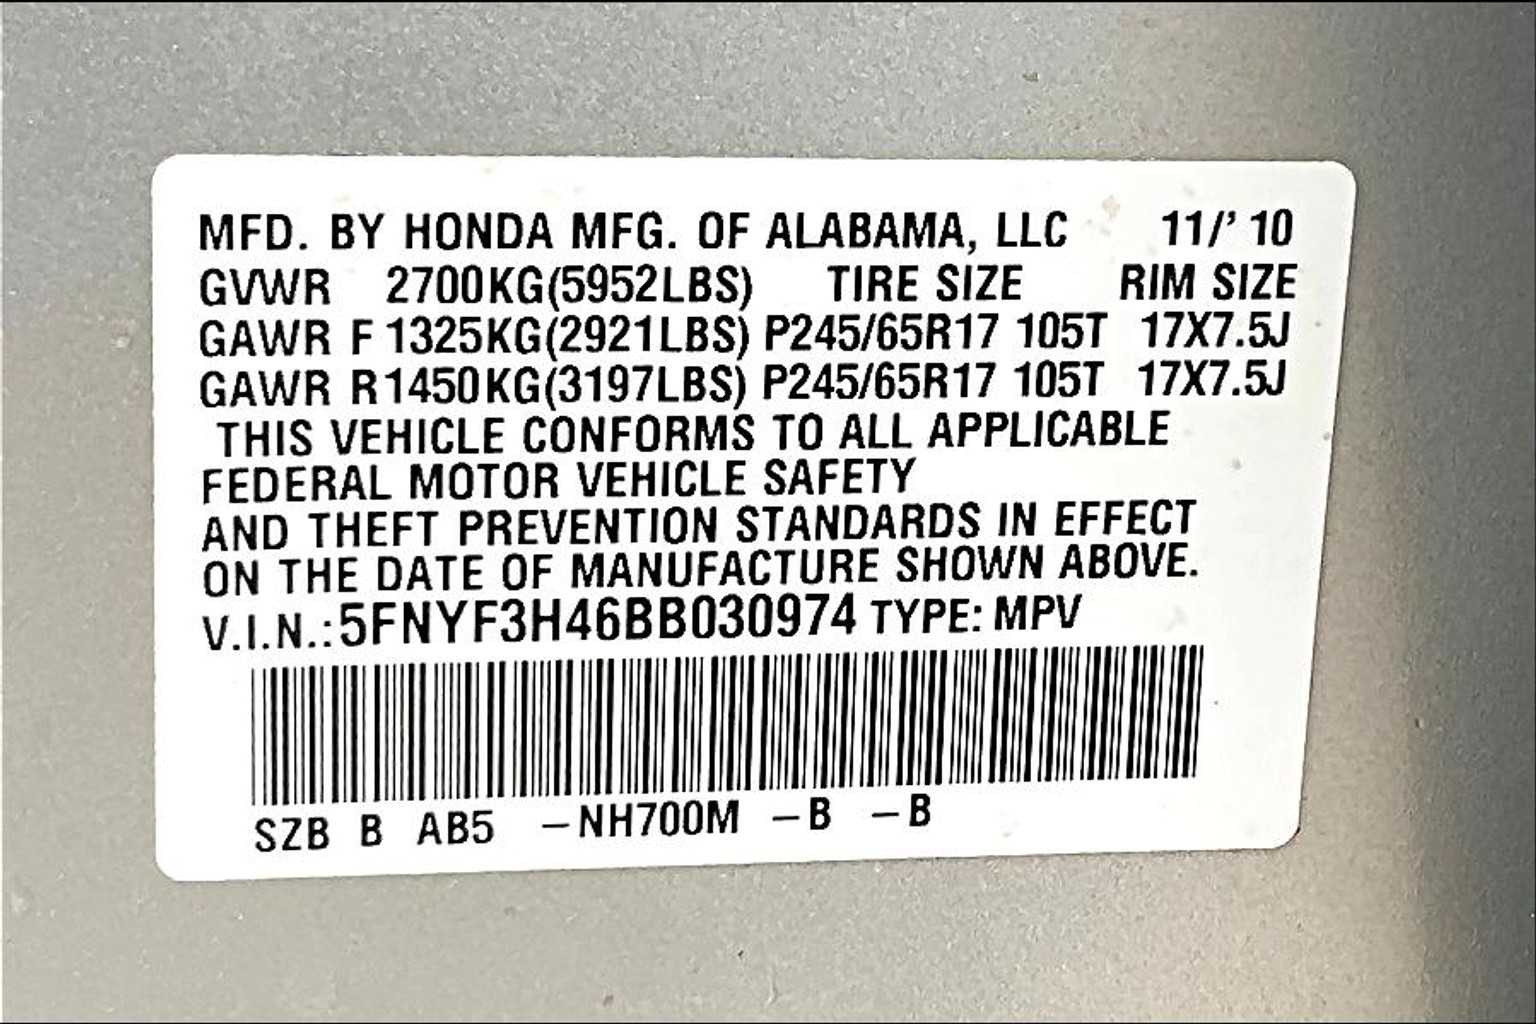 MFD. BY HONDA MFG. OF ALABAMA, LLC 11/' 10
GVWR 2700KG(5952LBS) TIRE SIZE RIM SIZE
GAWR F 1325KG(2921LBS) P245/65R17 105T 17X7.5J
GAWR R1450KG(3197LBS) P245/65R17 105T 17X7.5J
THIS VEHICLE CONFORMS TO ALL APPLICABLE
FEDERAL MOTOR VEHICLE SAFETY
AND THEFT PREVENTION STANDARDS IN EFFECT
ON THE DATE OF MANUFACTURE SHOWN ABOVE.
V.I.N.:5FNYF3H46BB030974 TYPE: MPV
SZB B AB5 –NH700M –B –B